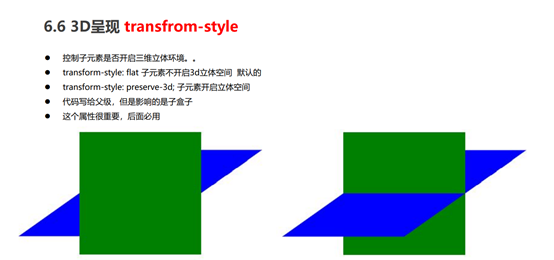 6.6 3D呈现 transfrom-style
● 控制子元素是否开启三维立体环境。。
● transform-style: flat 子元素不开启3d立体空间 默认的
● transform-style: preserve-3d; 子元素开启立体空间
● 代码写给父级，但是影响的是子盒子
● 这个属性很重要，后面必用